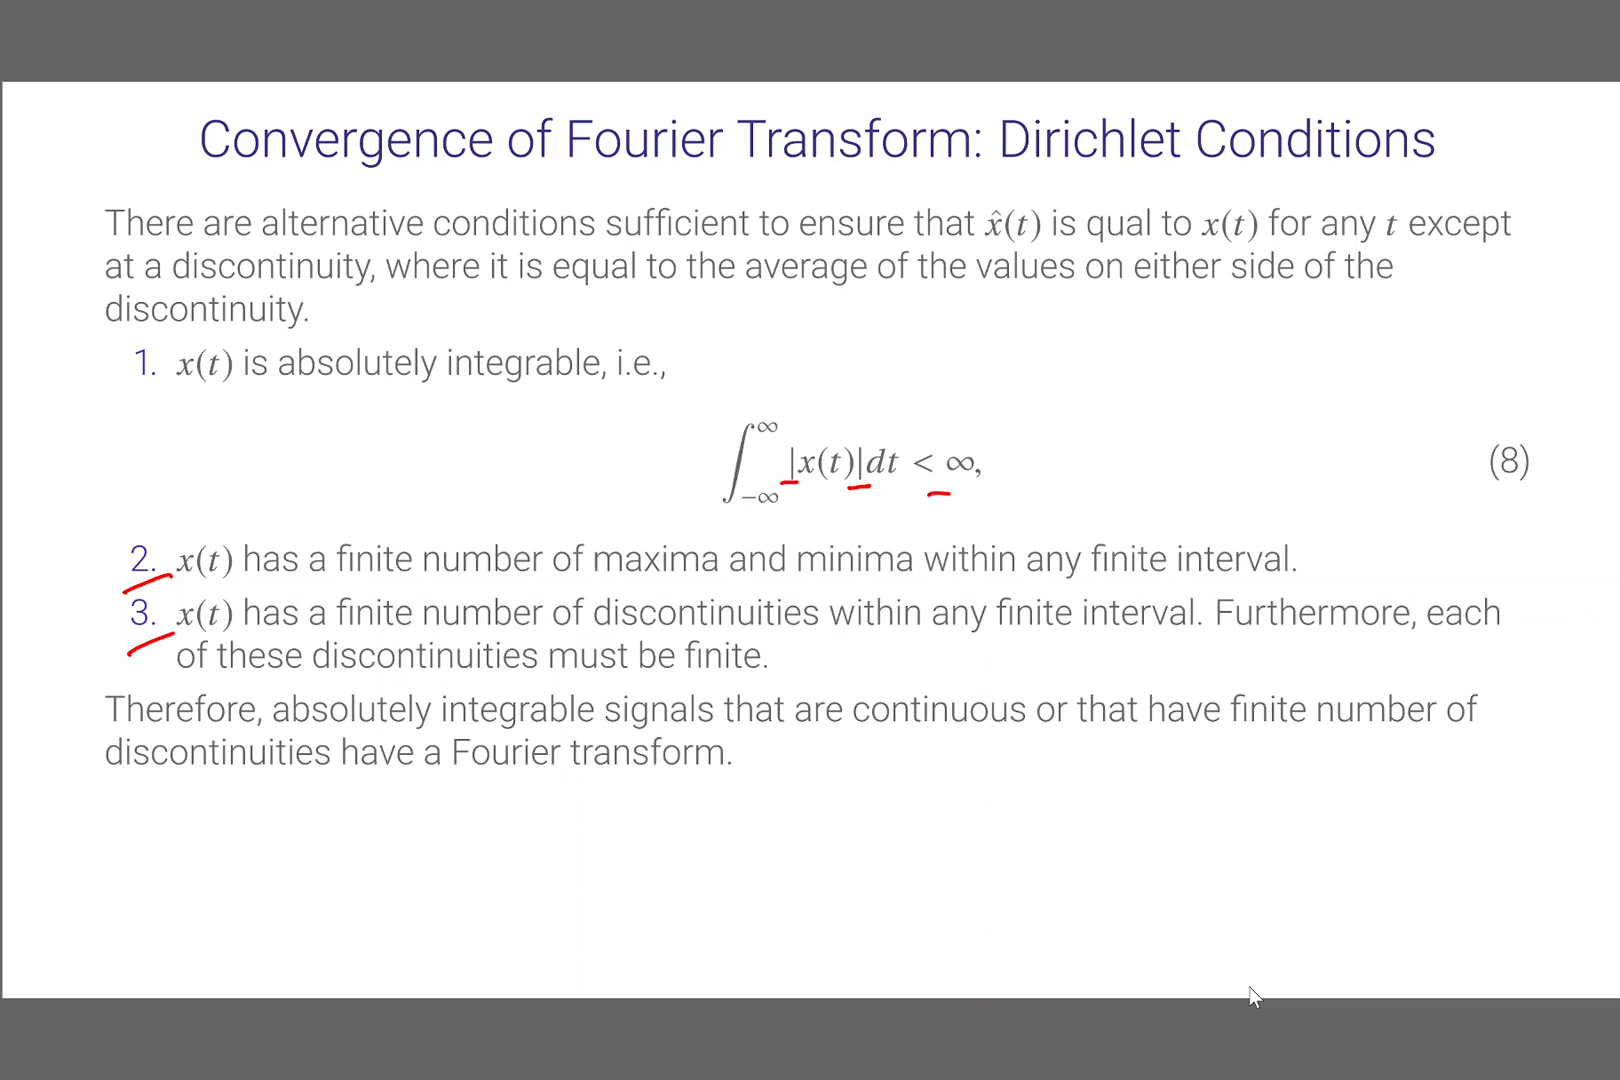 Convergence of Fourier Transform: Dirichlet Conditions
There are alternative conditions sufficient to ensure that x̂(t) is qual to x(t) for any t except
at a discontinuity, where it is equal to the average of the values on either side of the
discontinuity.
1. x(t) is absolutely integrable, i.e.,
∫_{−∞}^{∞} |x(t)|dt < ∞, (8)
2. x(t) has a finite number of maxima and minima within any finite interval.
3. x(t) has a finite number of discontinuities within any finite interval. Furthermore, each
of these discontinuities must be finite.
Therefore, absolutely integrable signals that are continuous or that have finite number of
discontinuities have a Fourier transform.